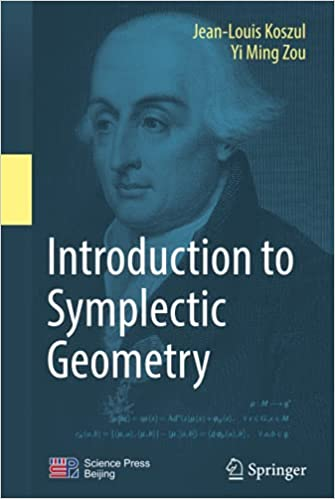 Jean-Louis Koszul
Yi Ming Zou
Introduction to
Symplectic
Geometry
Science Press
Beijing
Springer